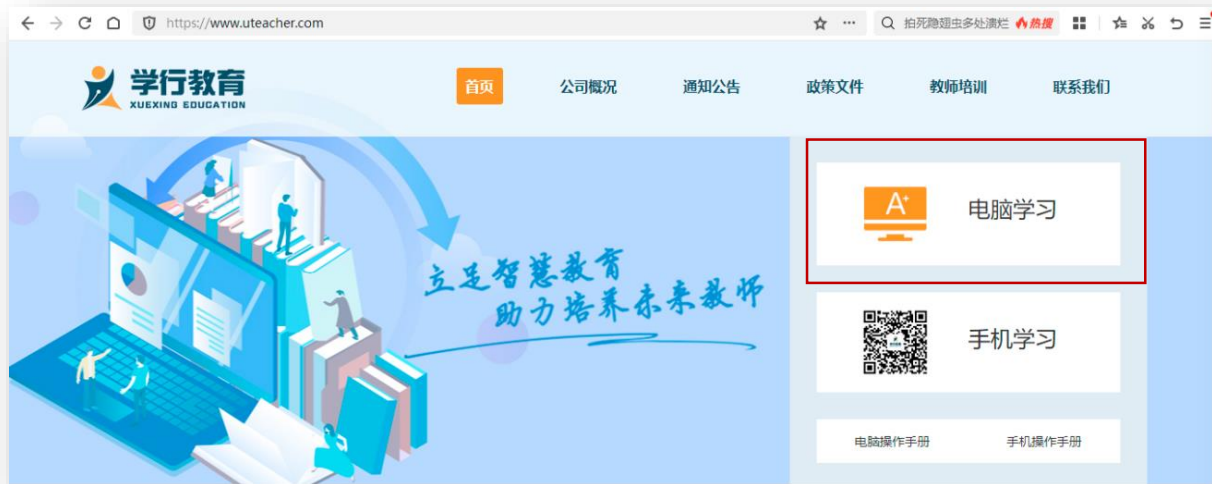 https://www.uteacher.com
拍死隐翅虫多处溃烂 热搜
学行教育
XUEXING EDUCATION
首页 公司概况 通知公告 政策文件 教师培训 联系我们
A+ 电脑学习
立足智慧教育
助力培养未来教师
手机学习
电脑操作手册 手机操作手册